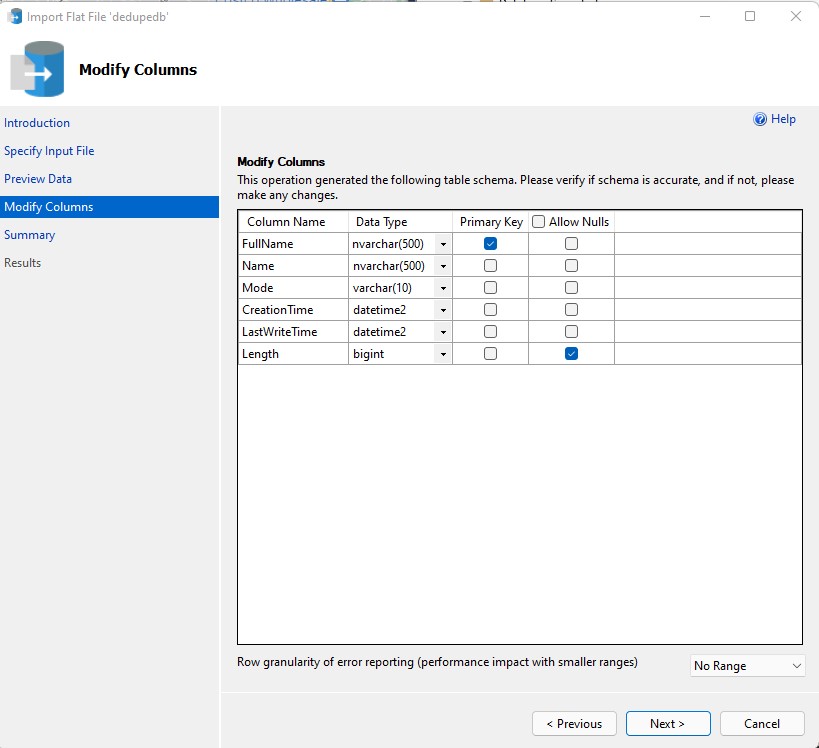 Import Flat File 'dedupedb'
Modify Columns
Introduction
Specify Input File
Preview Data
Modify Columns
Summary
Results
Help
Modify Columns
This operation generated the following table schema. Please verify if schema is accurate, and if not, please
make any changes.
Column Name Data Type Primary Key Allow Nulls
FullName nvarchar(500)
Name nvarchar(500)
Mode varchar(10)
CreationTime datetime2
LastWriteTime datetime2
Length bigint
Row granularity of error reporting (performance impact with smaller ranges) No Range
< Previous Next > Cancel